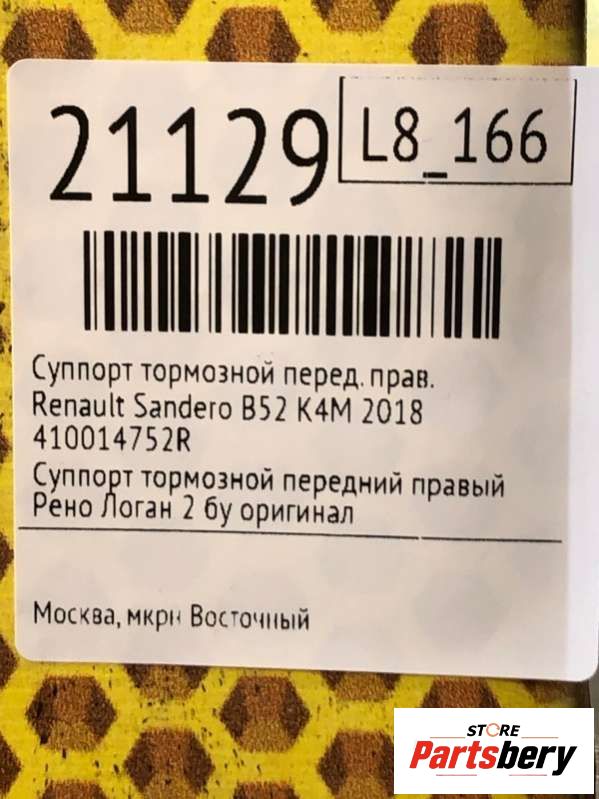 21129
L8_166
Суппорт тормозной перед. прав.
Renault Sandero B52 K4M 2018
410014752R
Суппорт тормозной передний правый
Рено Логан 2 бу оригинал
Москва, мкрн Восточный
STORE
Partsbery